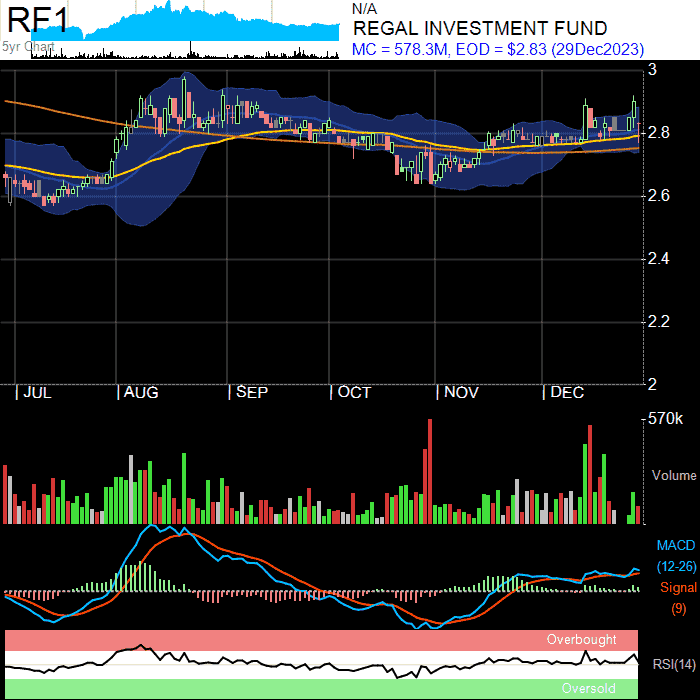 RF1
5yr Chart
N/A
REGAL INVESTMENT FUND
MC = 578.3M, EOD = $2.83 (29Dec2023)
3
2.8
2.6
2.4
2.2
2
JUL
AUG
SEP
OCT
NOV
DEC
570k
Volume
MACD
(12-26)
Signal
(9)
Overbought
RSI(14)
Oversold